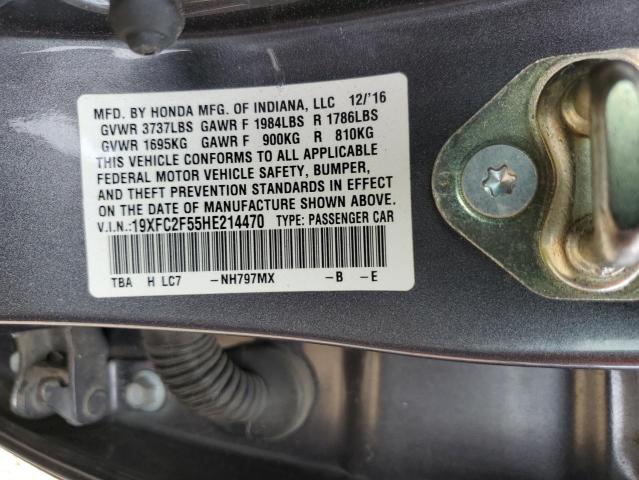 MFD. BY HONDA MFG. OF INDIANA, LLC 12/'16
GVWR 3737LBS GAWR F 1984LBS R 1786LBS
GVWR 1695KG GAWR F 900KG R 810KG
THIS VEHICLE CONFORMS TO ALL APPLICABLE
FEDERAL MOTOR VEHICLE SAFETY, BUMPER,
AND THEFT PREVENTION STANDARDS IN EFFECT
ON THE DATE OF MANUFACTURE SHOWN ABOVE.
V.I.N.:19XFC2F55HE214470 TYPE: PASSENGER CAR
TBA H LC7 -NH797MX -B -E